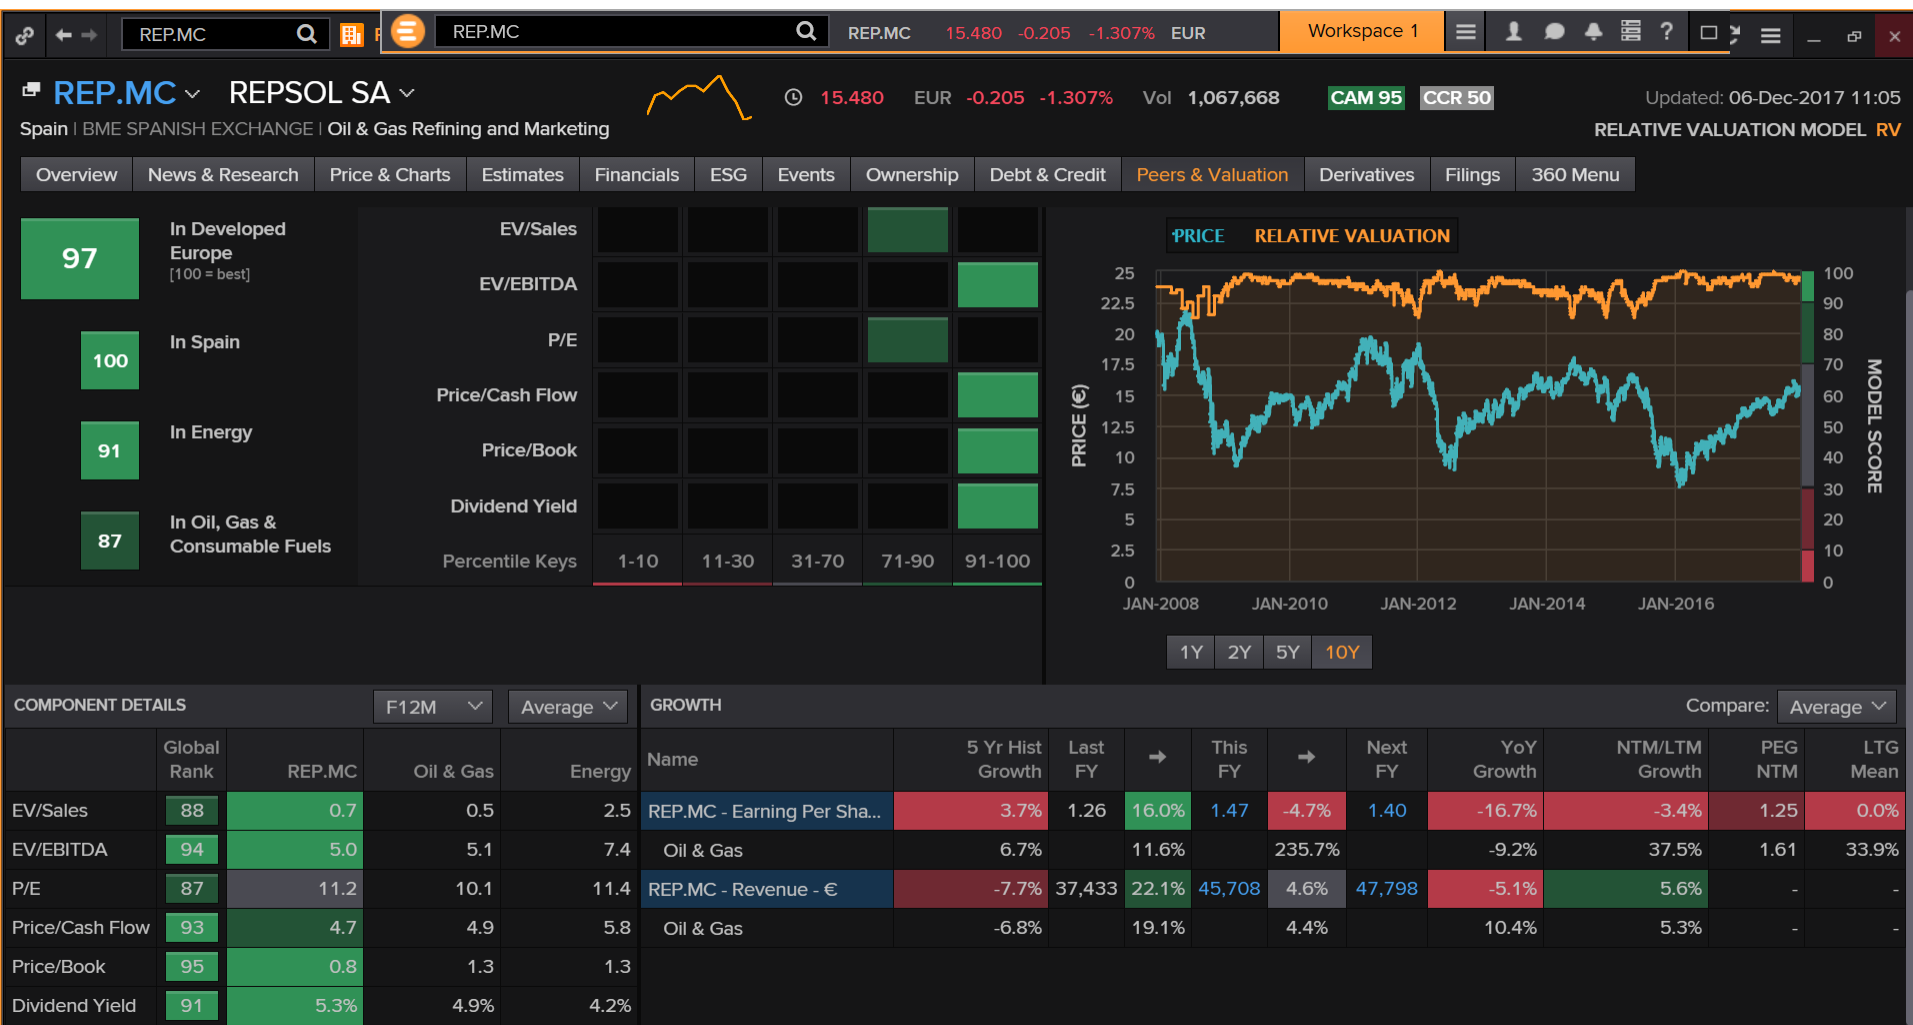 REP.MC
REP.MC
REP.MC 15.480 -0.205 -1.307% EUR
Workspace 1
?
REP.MC REPSOL SA
15.480 EUR -0.205 -1.307% Vol 1,067,668
CAM 95 CCR 50
Updated: 06-Dec-2017 11:05
Spain | BME SPANISH EXCHANGE | Oil & Gas Refining and Marketing
RELATIVE VALUATION MODEL RV
Overview News & Research Price & Charts Estimates Financials ESG Events Ownership Debt & Credit Peers & Valuation Derivatives Filings 360 Menu
97 In Developed
Europe
[100 = best]
100 In Spain
91 In Energy
87 In Oil, Gas &
Consumable Fuels
EV/Sales
EV/EBITDA
P/E
Price/Cash Flow
Price/Book
Dividend Yield
Percentile Keys 1-10 11-30 31-70 71-90 91-100
PRICE RELATIVE VALUATION
25
22.5
20
17.5
15
12.5
10
7.5
5
2.5
0
PRICE (€)
100
90
80
70
60
50
40
30
20
10
0
MODEL SCORE
JAN-2008 JAN-2010 JAN-2012 JAN-2014 JAN-2016
1Y 2Y 5Y 10Y
COMPONENT DETAILS F12M Average
Global
Rank REP.MC Oil & Gas Energy
EV/Sales 88 0.7 0.5 2.5
EV/EBITDA 94 5.0 5.1 7.4
P/E 87 11.2 10.1 11.4
Price/Cash Flow 93 4.7 4.9 5.8
Price/Book 95 0.8 1.3 1.3
Dividend Yield 91 5.3% 4.9% 4.2%
GROWTH Compare: Average
Name 5 Yr Hist Growth Last FY → This FY → Next FY YoY Growth NTM/LTM Growth PEG NTM LTG Mean
REP.MC - Earning Per Sha... 3.7% 1.26 16.0% 1.47 -4.7% 1.40 -16.7% -3.4% 1.25 0.0%
Oil & Gas 6.7% 11.6% 235.7% -9.2% 37.5% 1.61 33.9%
REP.MC - Revenue - € -7.7% 37,433 22.1% 45,708 4.6% 47,798 -5.1% 5.6% - -
Oil & Gas -6.8% 19.1% 4.4% 10.4% 5.3% - -